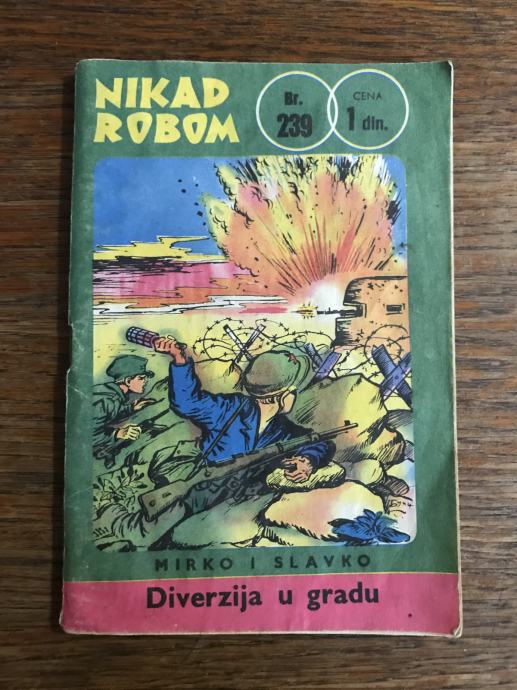 NIKAD
ROBOM
Br.
239
CENA
1 din.
MIRKO I SLAVKO
Diverzija u gradu